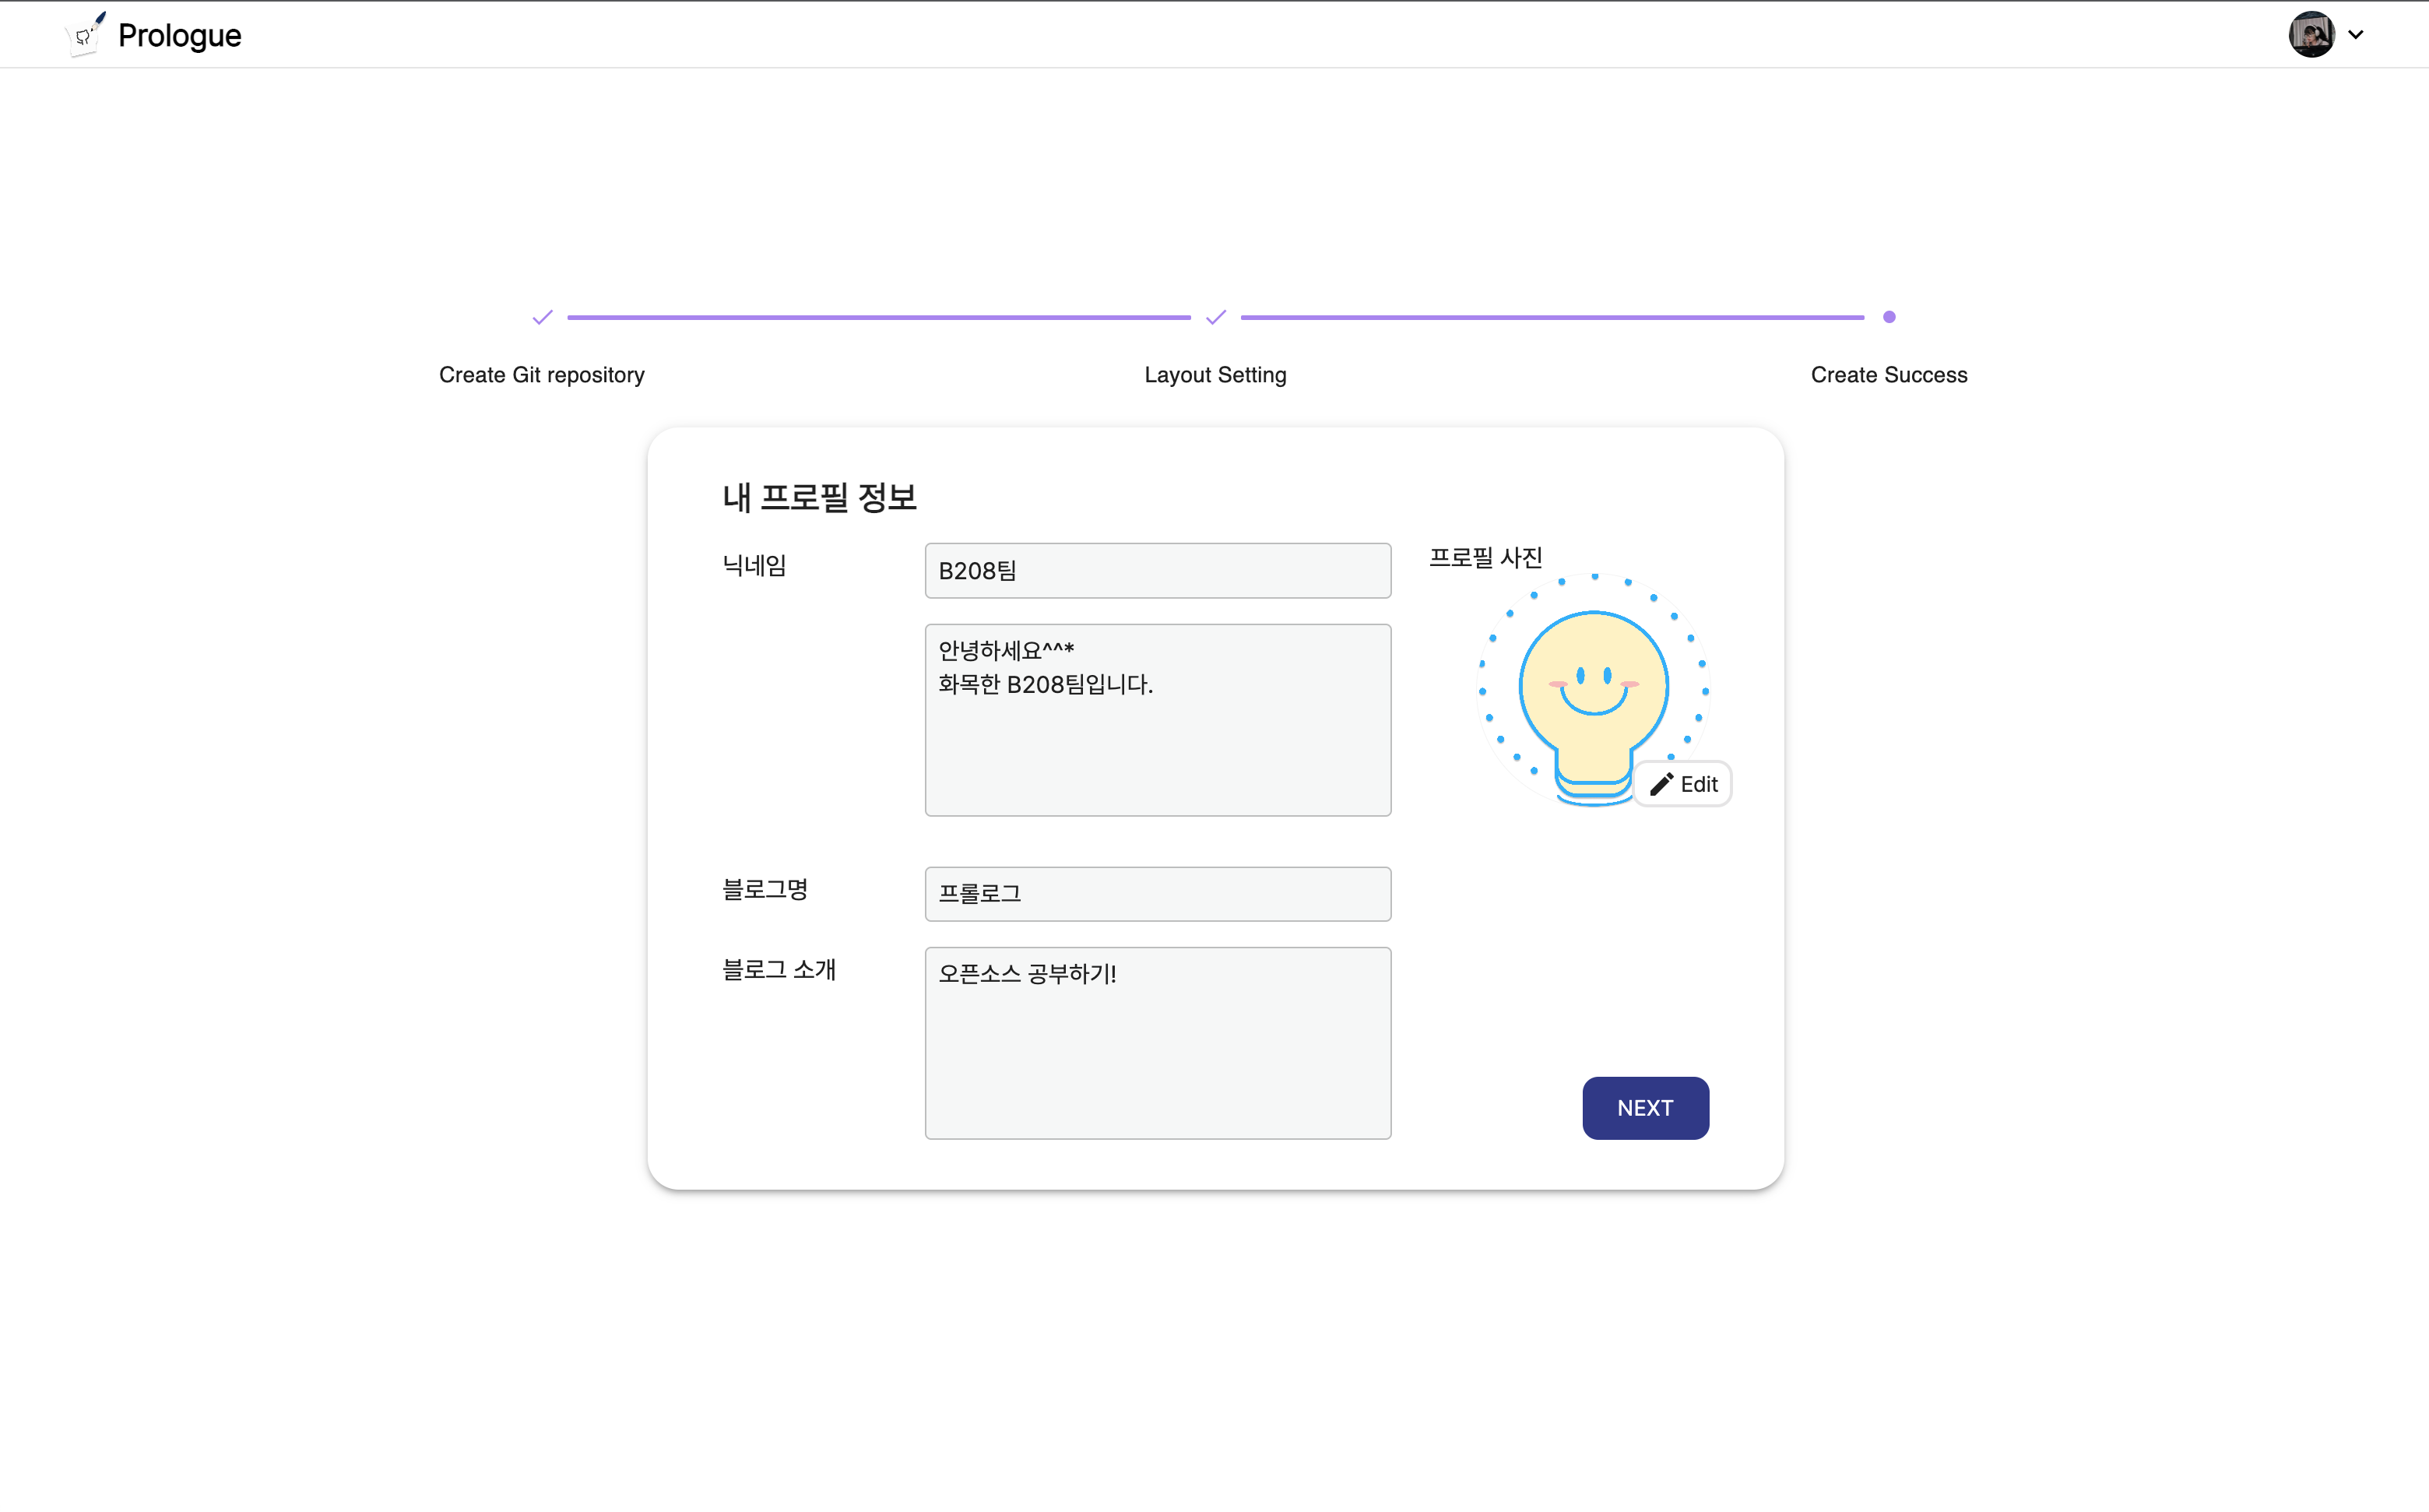 Prologue
Create Git repository
Layout Setting
Create Success
내 프로필 정보
닉네임
B208팀
프로필 사진
안녕하세요^^*
화목한 B208팀입니다.
Edit
블로그명
프롤로그
블로그 소개
오픈소스 공부하기!
NEXT